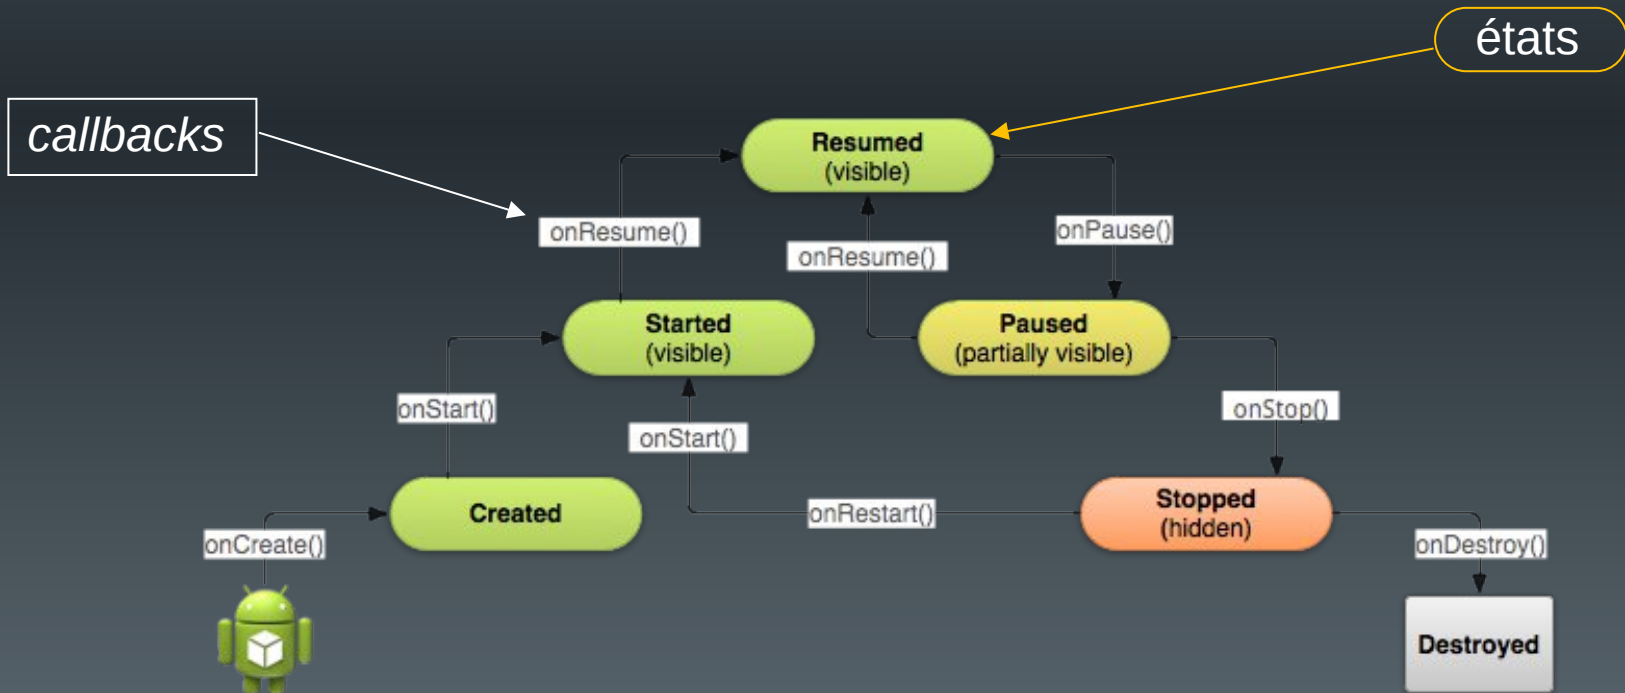 états
callbacks
Resumed
(visible)
onResume()
onResume()
onPause()
Started
(visible)
Paused
(partially visible)
onStart()
onStart()
onStop()
Created
onRestart()
Stopped
(hidden)
onCreate()
onDestroy()
Destroyed